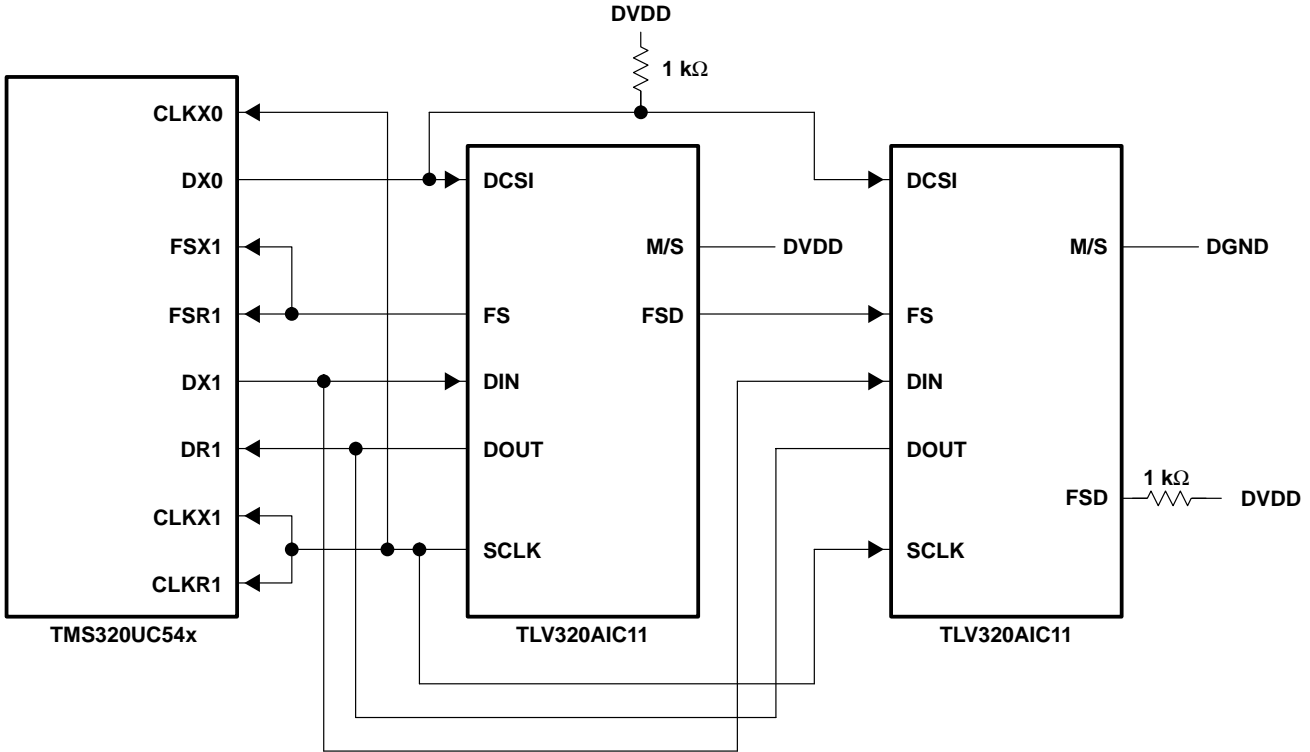 DVDD
1 kΩ
CLKX0
DX0
FSX1
FSR1
DX1
DR1
CLKX1
CLKR1
TMS320UC54x
DCSI
M/S
DVDD
FS
FSD
DIN
DOUT
SCLK
TLV320AIC11
DCSI
M/S
DGND
FS
DIN
DOUT
FSD
1 kΩ
DVDD
SCLK
TLV320AIC11